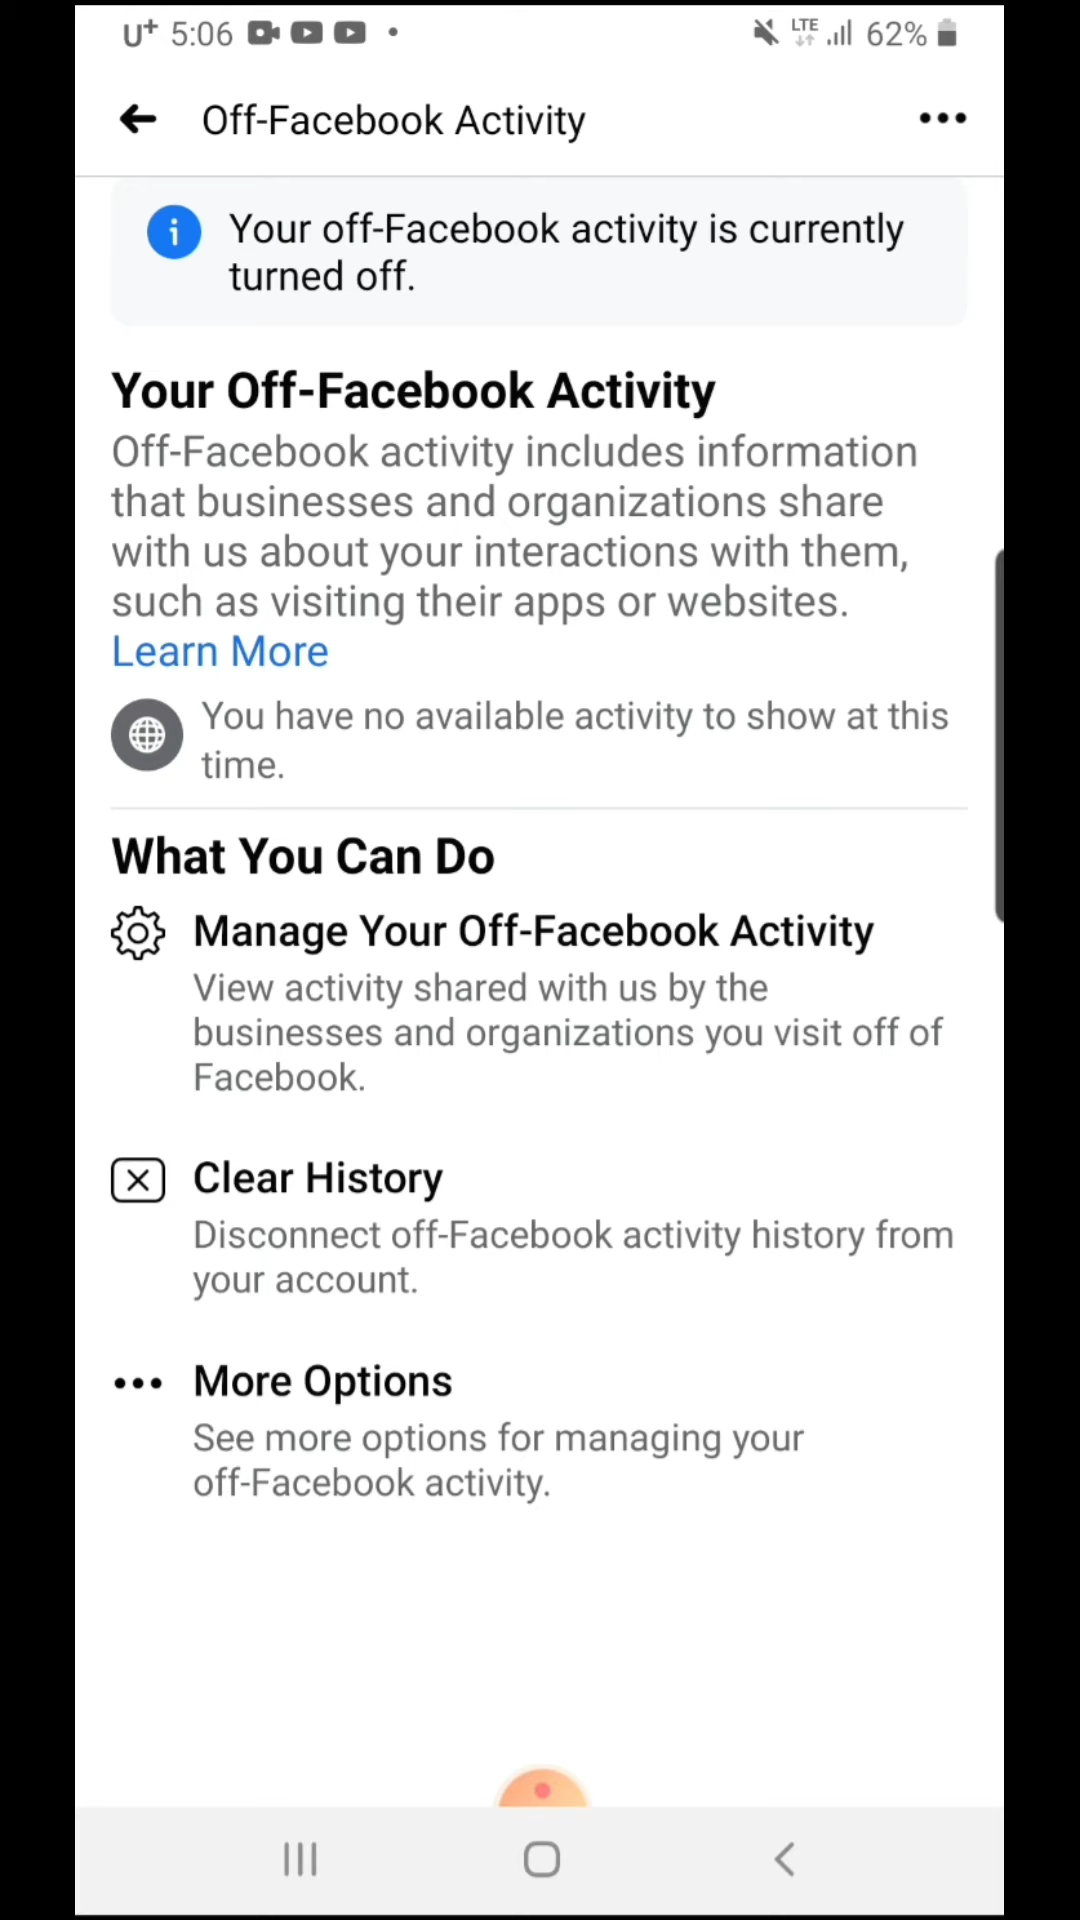 U+ 5:06 LTE 62%
Off-Facebook Activity
Your off-Facebook activity is currently
turned off.
Your Off-Facebook Activity
Off-Facebook activity includes information
that businesses and organizations share
with us about your interactions with them,
such as visiting their apps or websites.
Learn More
You have no available activity to show at this
time.
What You Can Do
Manage Your Off-Facebook Activity
View activity shared with us by the
businesses and organizations you visit off of
Facebook.
Clear History
Disconnect off-Facebook activity history from
your account.
More Options
See more options for managing your
off-Facebook activity.